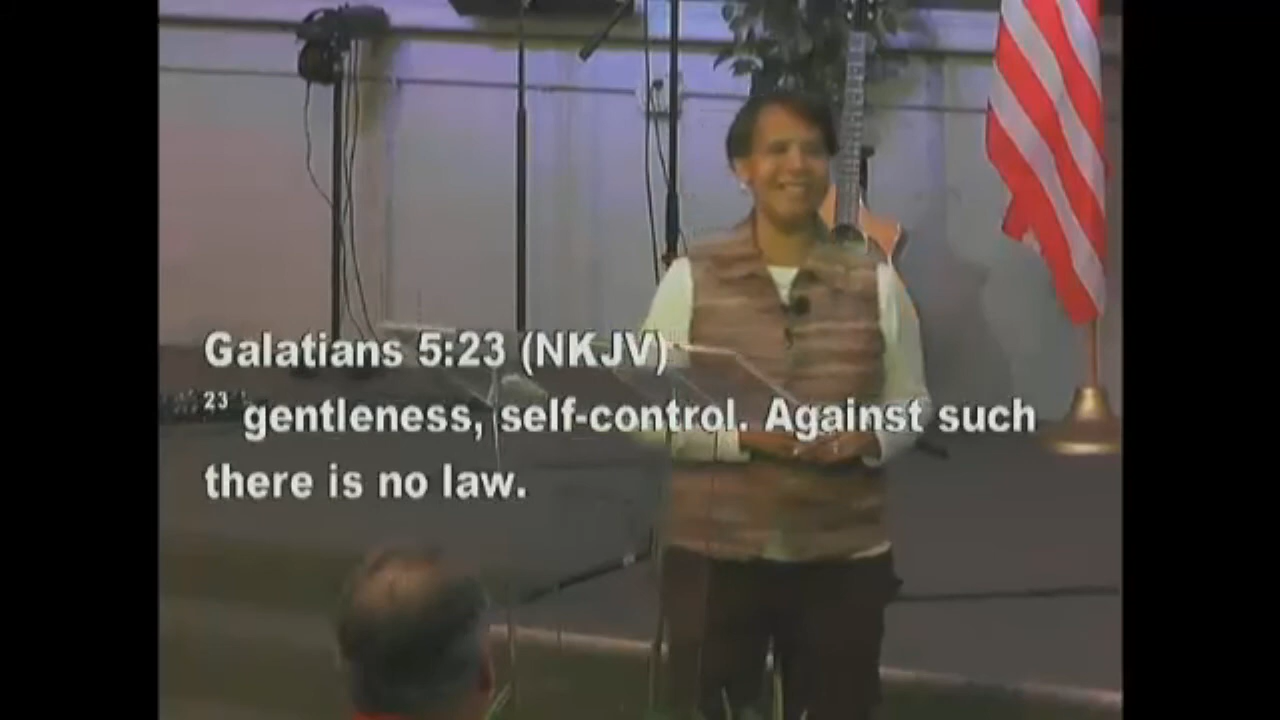 Galatians 5:23 (NKJV)
23 gentleness, self-control. Against such
there is no law.